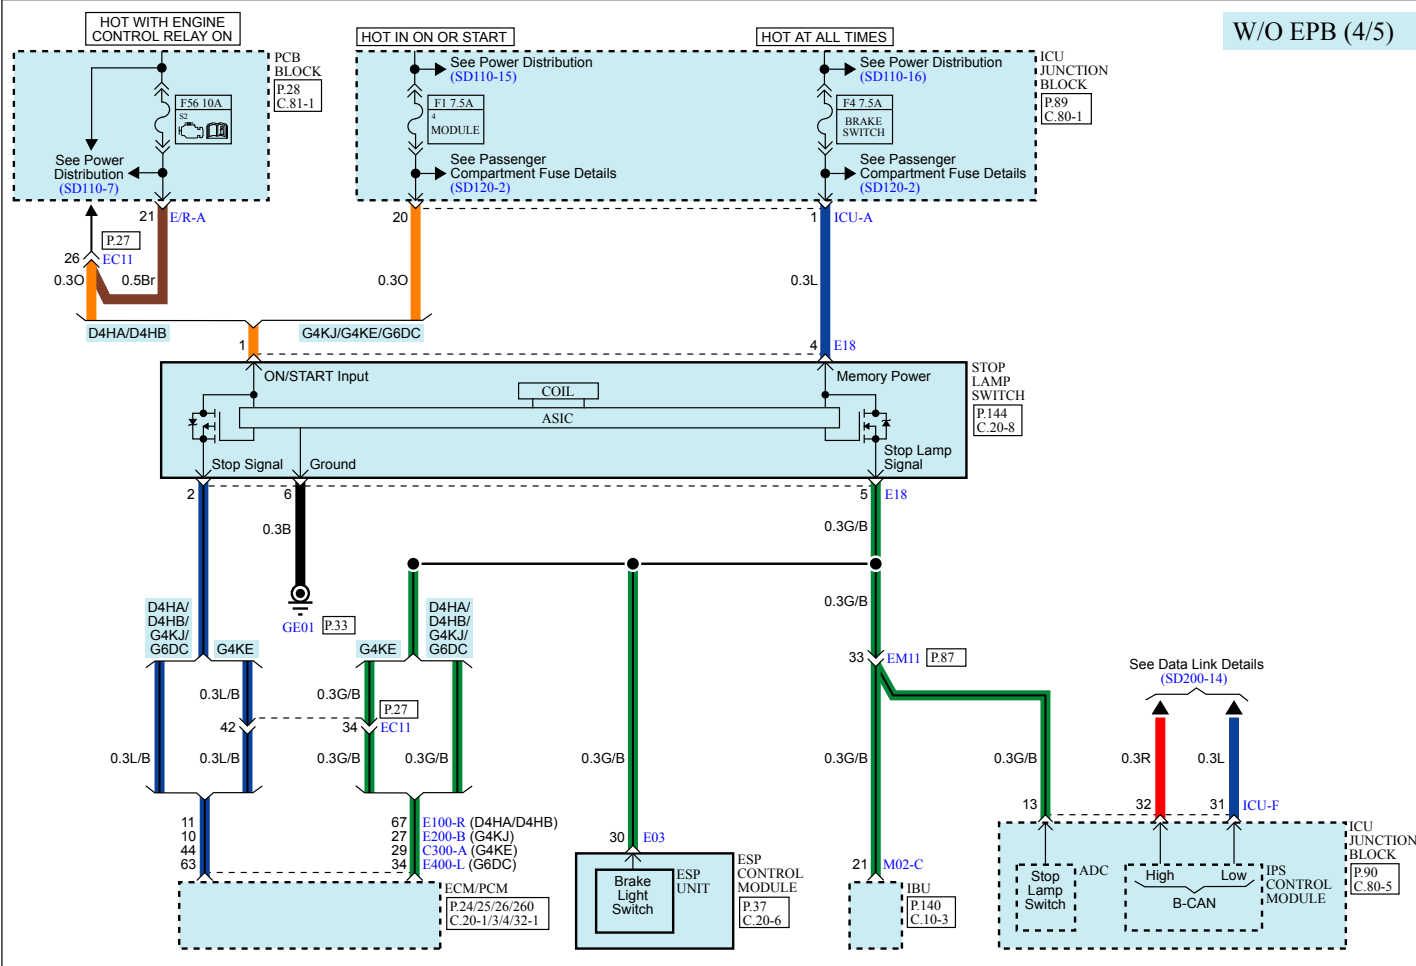 HOT WITH ENGINE
CONTROL RELAY ON
HOT IN ON OR START
HOT AT ALL TIMES
W/O EPB (4/5)
PCB
BLOCK
P.28
C.81-1
F56 10A
S2
See Power
Distribution
(SD110-7)
See Power Distribution
(SD110-15)
F1 7.5A
4
MODULE
See Passenger
Compartment Fuse Details
(SD120-2)
See Power Distribution
(SD110-16)
F4 7.5A
BRAKE
SWITCH
See Passenger
Compartment Fuse Details
(SD120-2)
ICU
JUNCTION
BLOCK
P.89
C.80-1
21 E/R-A
20
1 ICU-A
P.27
26 EC11
0.3O
0.5Br
0.3O
0.3L
D4HA/D4HB
G4KJ/G4KE/G6DC
1
4 E18
ON/START Input
Memory Power
COIL
ASIC
Stop Signal
Ground
Stop Lamp
Signal
STOP
LAMP
SWITCH
P.144
C.20-8
2
6
5 E18
0.3B
0.3G/B
GE01 P.33
D4HA/
D4HB/
G4KJ/
G6DC
G4KE
G4KE
D4HA/
D4HB/
G4KJ/
G6DC
0.3G/B
33 EM11 P.87
0.3L/B
0.3G/B
P.27
42
34 EC11
0.3L/B
0.3L/B
0.3G/B
0.3G/B
0.3G/B
0.3G/B
0.3G/B
See Data Link Details
(SD200-14)
0.3R
0.3L
13
32
31 ICU-F
11
10
44
63
67 E100-R (D4HA/D4HB)
27 E200-B (G4KJ)
29 C300-A (G4KE)
34 E400-L (G6DC)
ECM/PCM
P.24/25/26/260
C.20-1/3/4/32-1
30 E03
Brake
Light
Switch
ESP
UNIT
ESP
CONTROL
MODULE
P.37
C.20-6
21 M02-C
IBU
P.140
C.10-3
Stop
Lamp
Switch
ADC
High
Low
B-CAN
IPS
CONTROL
MODULE
ICU
JUNCTION
BLOCK
P.90
C.80-5